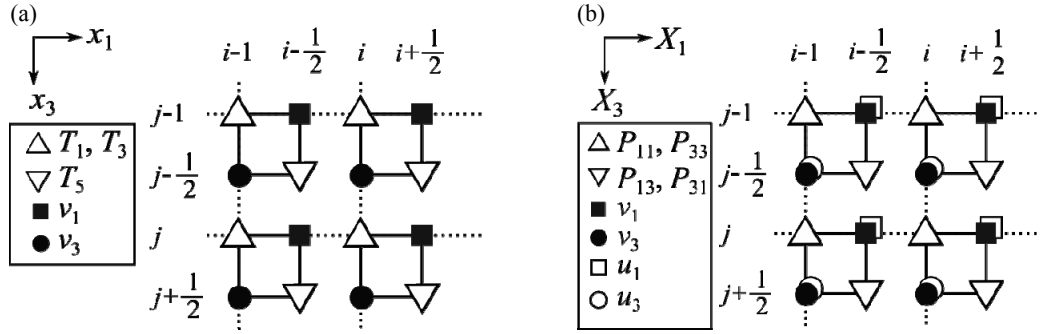 (a)
x₁
x₃
i-1 i-1/2 i i+1/2
j-1
j-1/2
j
j+1/2
T₁, T₃
T₅
v₁
v₃
(b)
X₁
X₃
i-1 i-1/2 i i+1/2
j-1
j-1/2
j
j+1/2
P₁₁, P₃₃
P₁₃, P₃₁
v₁
v₃
u₁
u₃